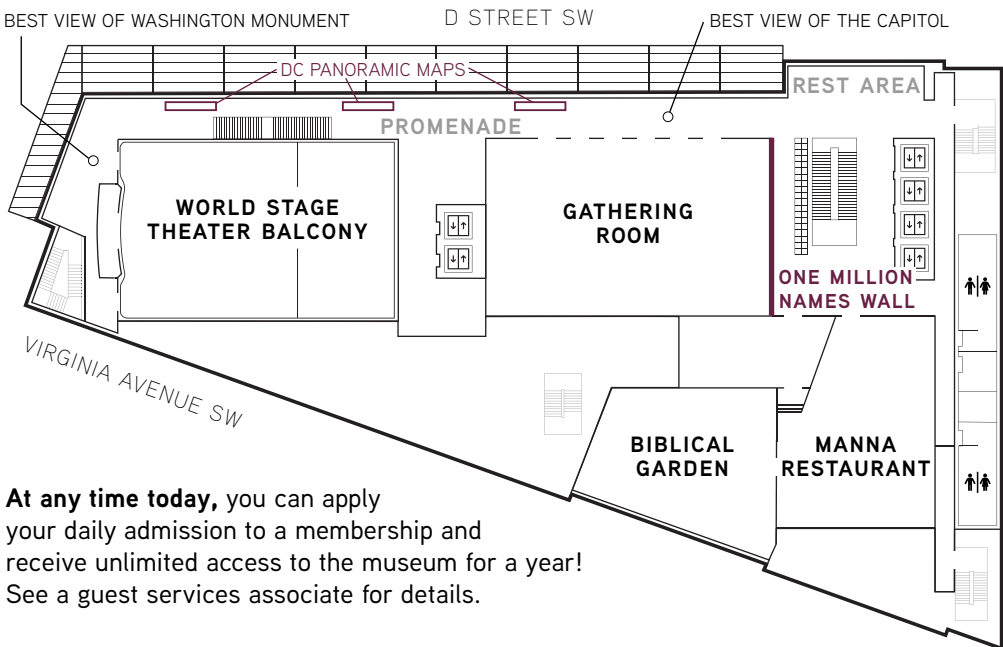 BEST VIEW OF WASHINGTON MONUMENT
D STREET SW
BEST VIEW OF THE CAPITOL
DC PANORAMIC MAPS
REST AREA
PROMENADE
WORLD STAGE
THEATER BALCONY
GATHERING
ROOM
ONE MILLION
NAMES WALL
VIRGINIA AVENUE SW
BIBLICAL
GARDEN
MANNA
RESTAURANT
At any time today, you can apply
your daily admission to a membership and
receive unlimited access to the museum for a year!
See a guest services associate for details.